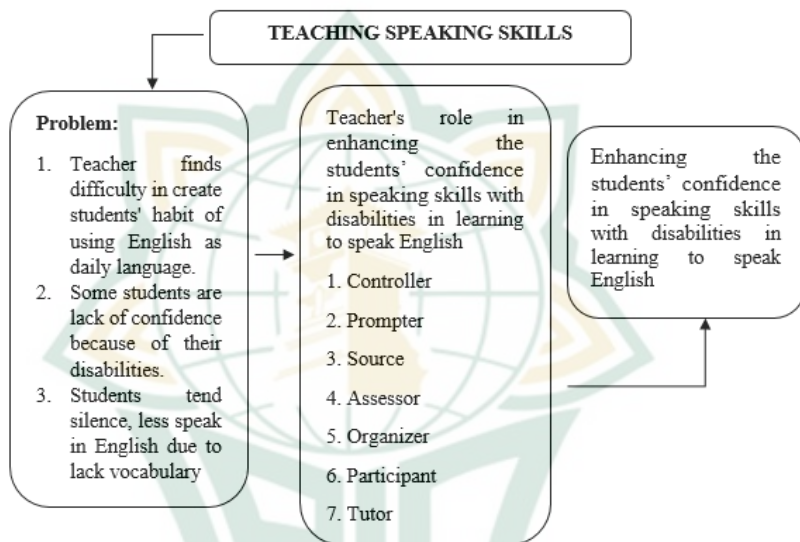 TEACHING SPEAKING SKILLS
Problem:
1. Teacher finds
difficulty in create
students' habit of
using English as
daily language.
2. Some students are
lack of confidence
because of their
disabilities.
3. Students tend
silence, less speak
in English due to
lack vocabulary
Teacher's role in
enhancing the
students’ confidence
in speaking skills with
disabilities in learning
to speak English
1. Controller
2. Prompter
3. Source
4. Assessor
5. Organizer
6. Participant
7. Tutor
Enhancing the
students’ confidence
in speaking skills
with disabilities in
learning to speak
English